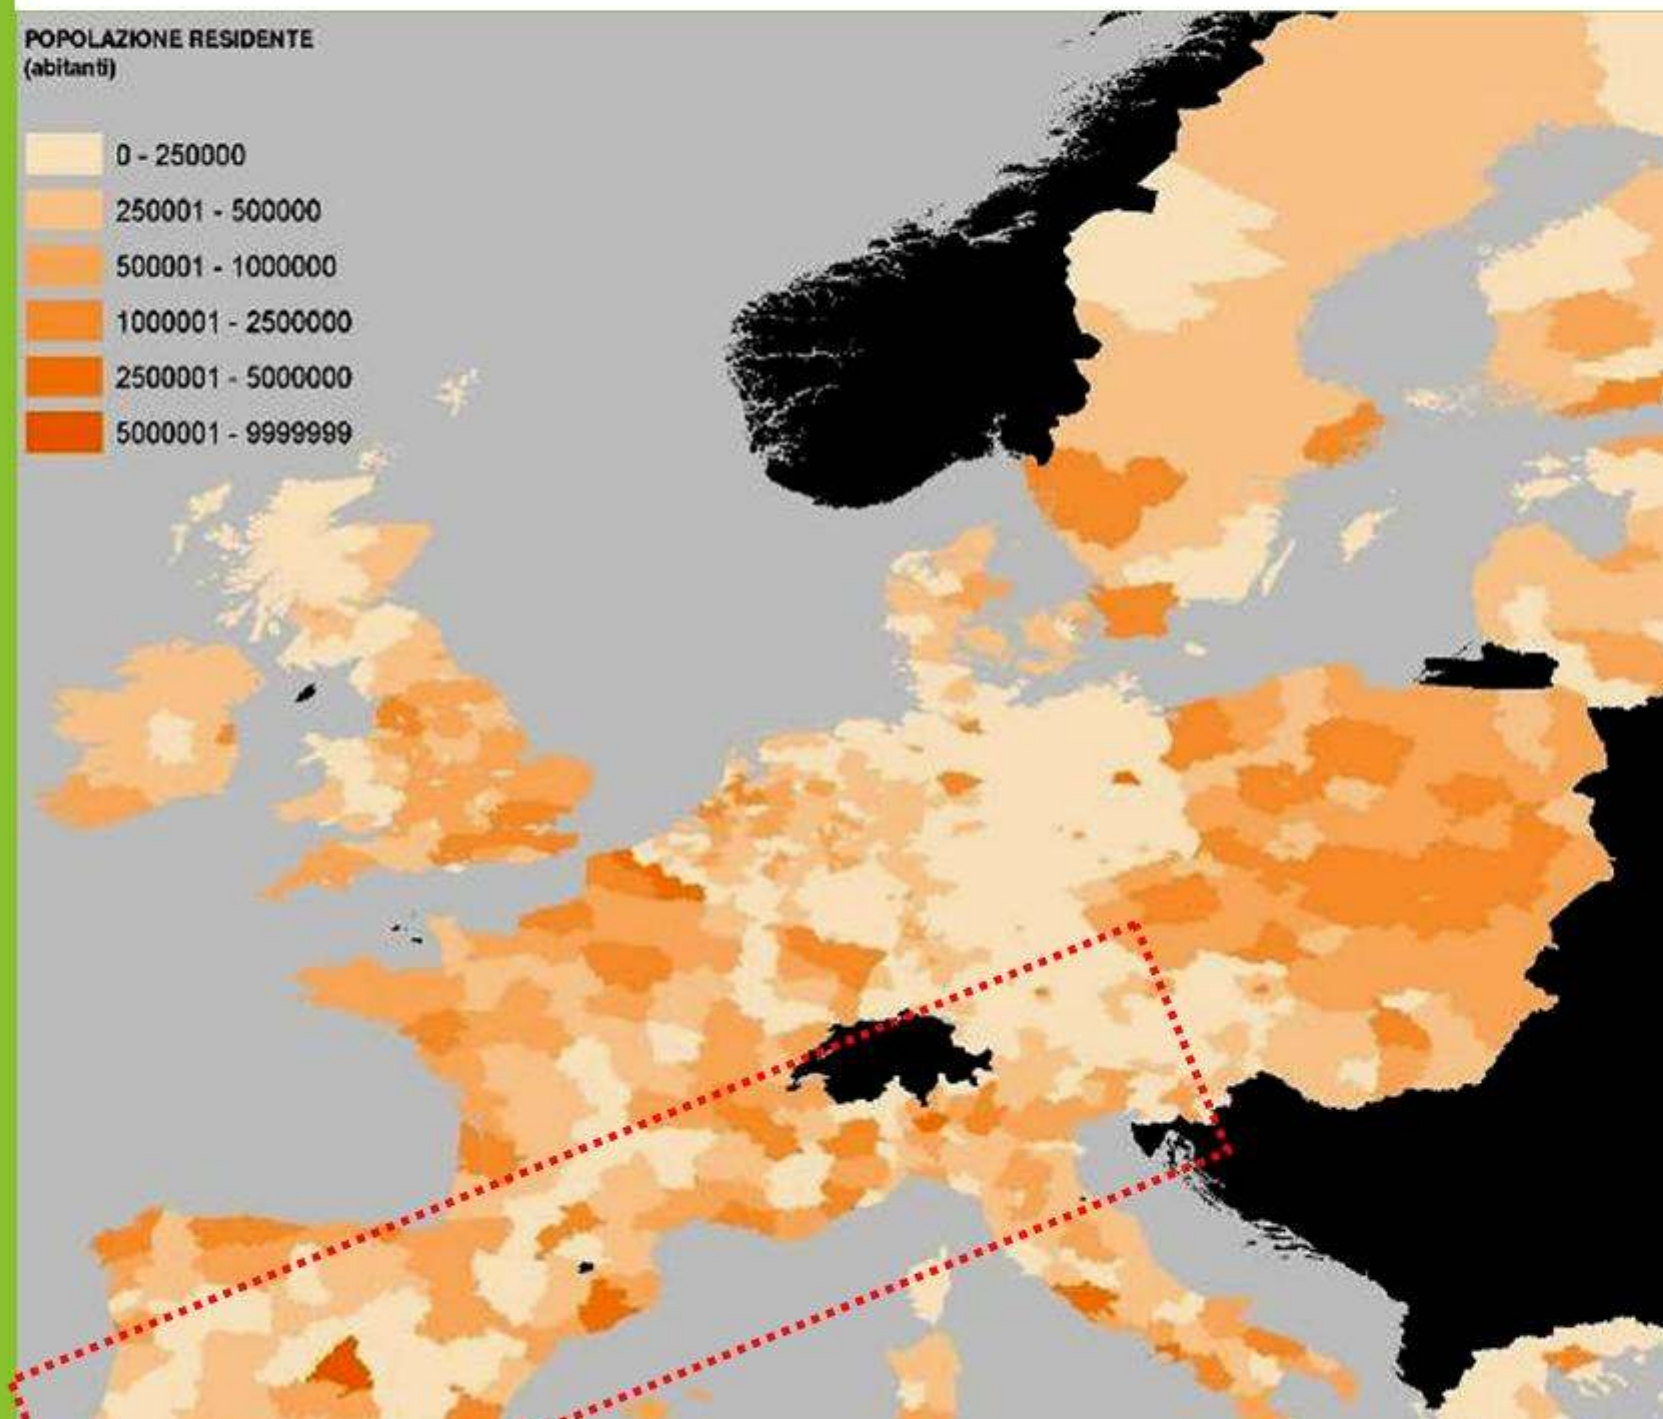 POPOLAZIONE RESIDENTE
(abitanti)
0 - 250000
250001 - 500000
500001 - 1000000
1000001 - 2500000
2500001 - 5000000
5000001 - 9999999